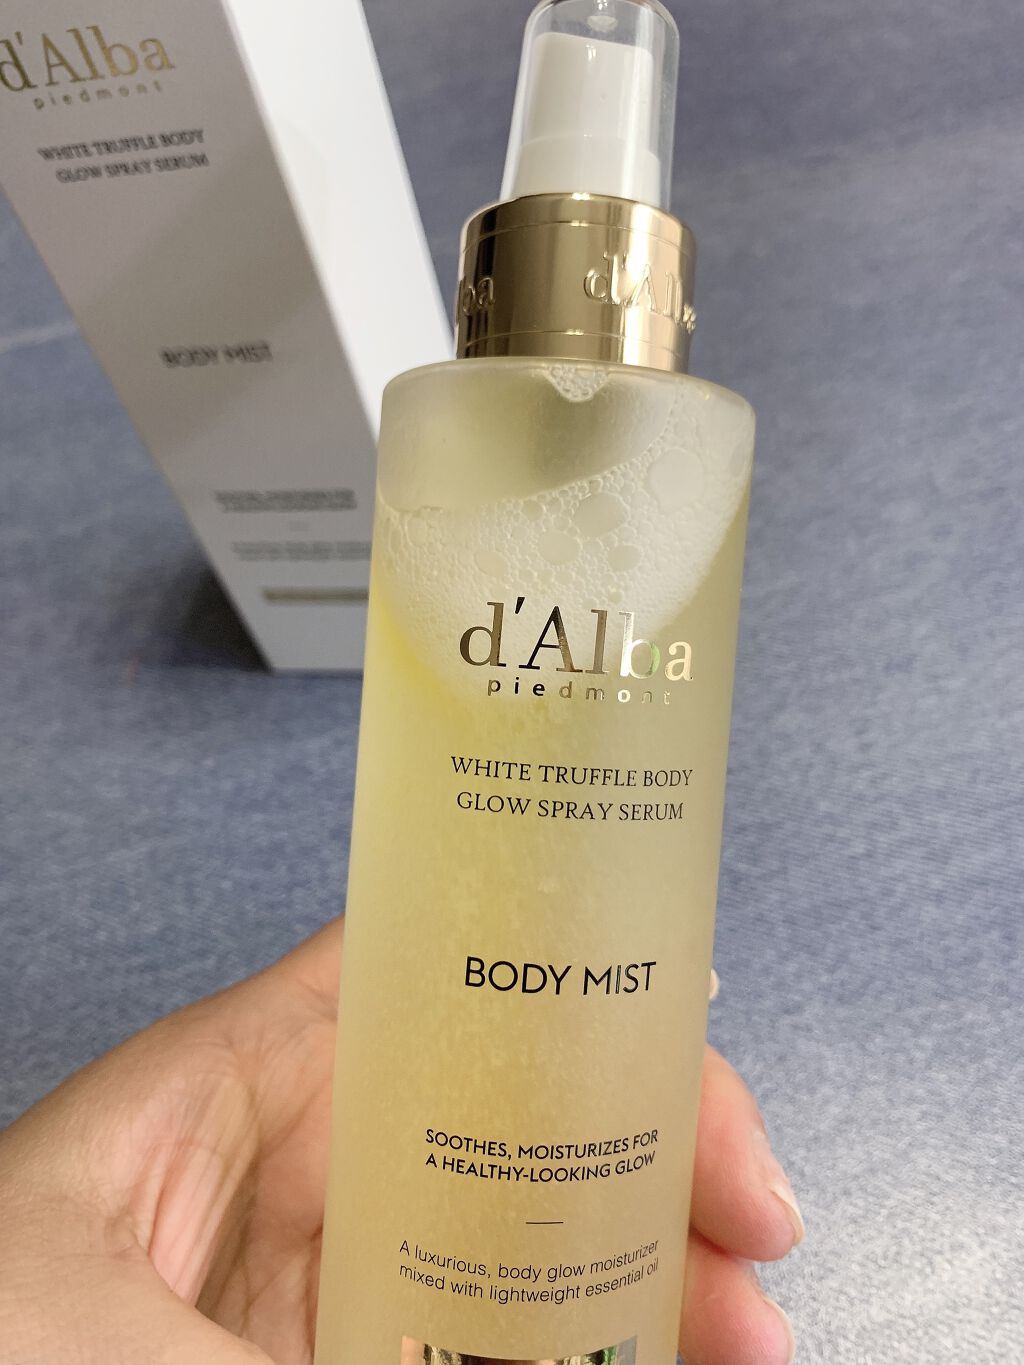 d'Alba
piedmont
WHITE TRUFFLE BODY
GLOW SPRAY SERUM
BODY MIST
d'Alba
d'Alba
piedmont
WHITE TRUFFLE BODY
GLOW SPRAY SERUM
BODY MIST
SOOTHES, MOISTURIZES FOR
A HEALTHY-LOOKING GLOW
A luxurious, body glow moisturizer
mixed with lightweight essential oil